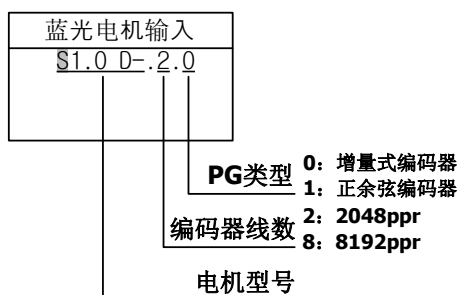 蓝光电机输入
S1.0 D-.2.0
PG类型
0：增量式编码器
1：正余弦编码器
编码器线数
2：2048ppr
8：8192ppr
电机型号